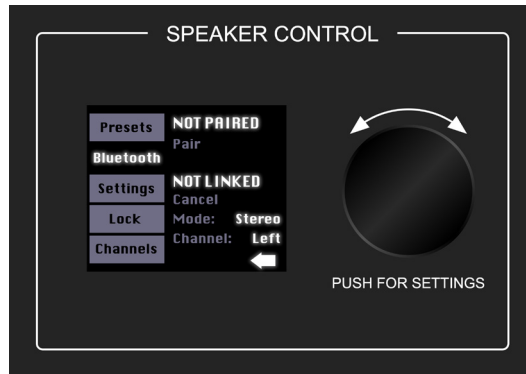 SPEAKER CONTROL
Presets
Bluetooth
Settings
Lock
Channels
NOT PAIRED
Pair
NOT LINKED
Cancel
Mode: Stereo
Channel: Left
PUSH FOR SETTINGS